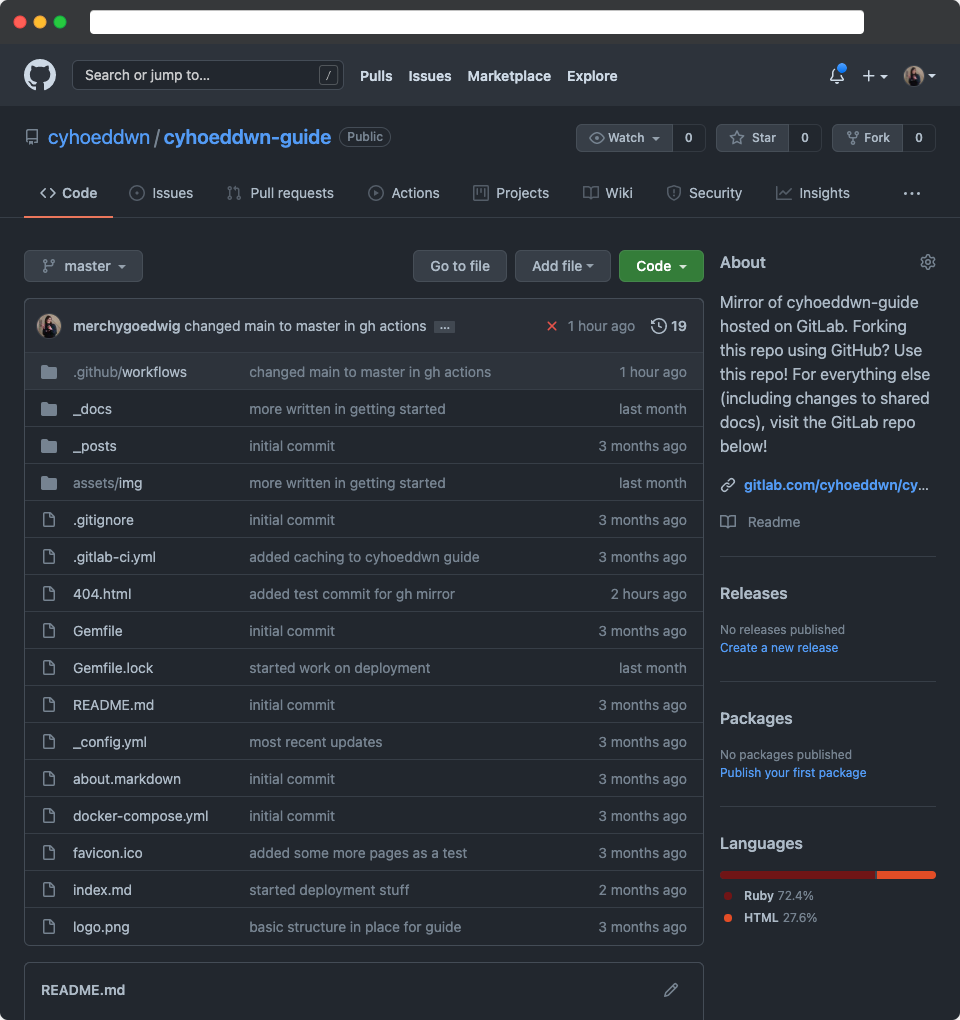 Search or jump to... /
Pulls Issues Marketplace Explore
cyhoeddwn / cyhoeddwn-guide Public
Watch 0 Star 0 Fork 0
Code Issues Pull requests Actions Projects Wiki Security Insights ...
master Go to file Add file Code
merchygoedwig changed main to master in gh actions ... 1 hour ago 19
.github/workflows changed main to master in gh actions 1 hour ago
_docs more written in getting started last month
_posts initial commit 3 months ago
assets/img more written in getting started last month
.gitignore initial commit 3 months ago
.gitlab-ci.yml added caching to cyhoeddwn guide 3 months ago
404.html added test commit for gh mirror 2 hours ago
Gemfile initial commit 3 months ago
Gemfile.lock started work on deployment last month
README.md initial commit 3 months ago
_config.yml most recent updates 3 months ago
about.markdown initial commit 3 months ago
docker-compose.yml initial commit 3 months ago
favicon.ico added some more pages as a test 3 months ago
index.md started deployment stuff 2 months ago
logo.png basic structure in place for guide 3 months ago
README.md
About
Mirror of cyhoeddwn-guide
hosted on GitLab. Forking
this repo using GitHub? Use
this repo! For everything else
(including changes to shared
docs), visit the GitLab repo
below!
gitlab.com/cyhoeddwn/cy...
Readme
Releases
No releases published
Create a new release
Packages
No packages published
Publish your first package
Languages
Ruby 72.4%
HTML 27.6%